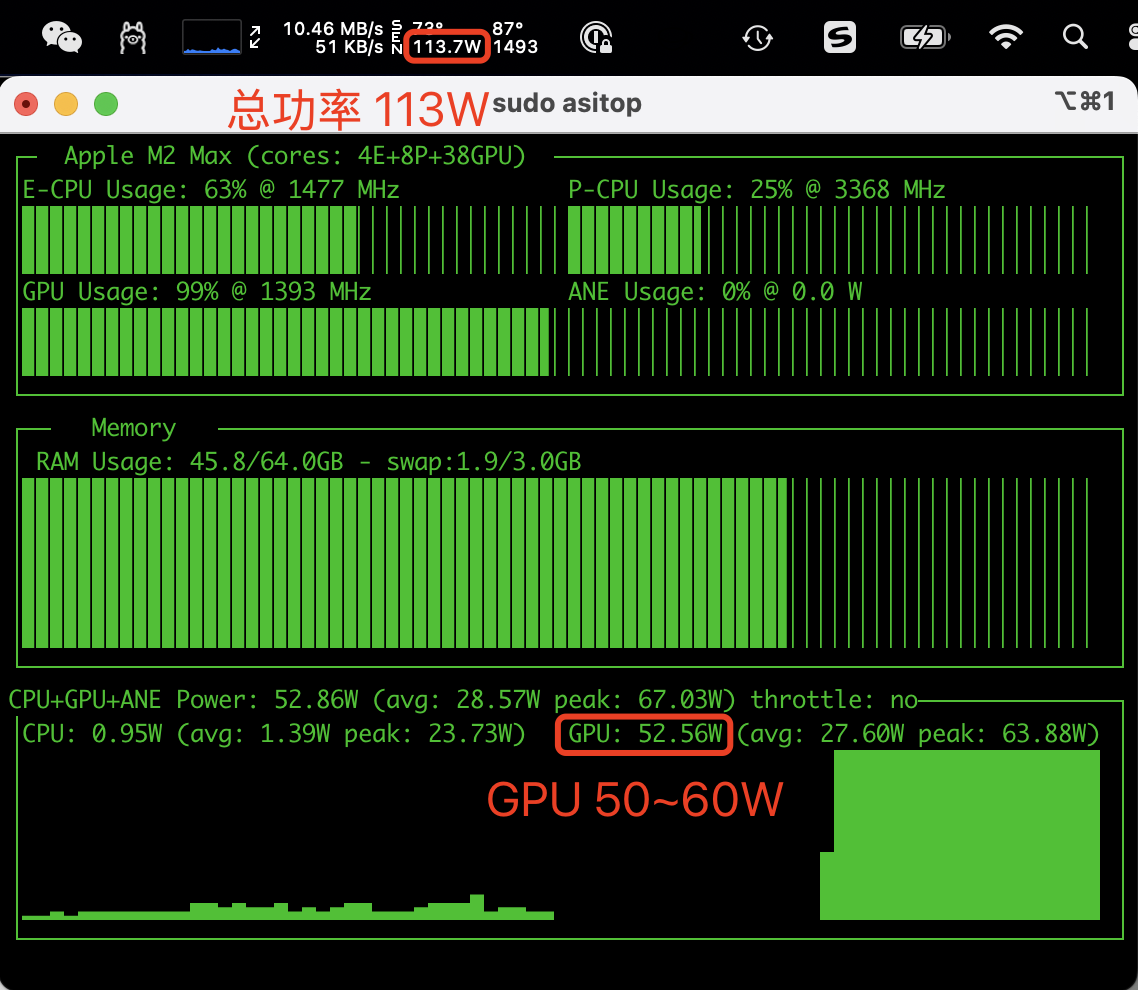 10.46 MB/s 73° 87°
51 KB/s SEN 113.7W 1493
总功率 113W sudo asitop ⌥⌘1
Apple M2 Max (cores: 4E+8P+38GPU)
E-CPU Usage: 63% @ 1477 MHz P-CPU Usage: 25% @ 3368 MHz
GPU Usage: 99% @ 1393 MHz ANE Usage: 0% @ 0.0 W
Memory
RAM Usage: 45.8/64.0GB - swap:1.9/3.0GB
CPU+GPU+ANE Power: 52.86W (avg: 28.57W peak: 67.03W) throttle: no
CPU: 0.95W (avg: 1.39W peak: 23.73W) GPU: 52.56W (avg: 27.60W peak: 63.88W)
GPU 50~60W